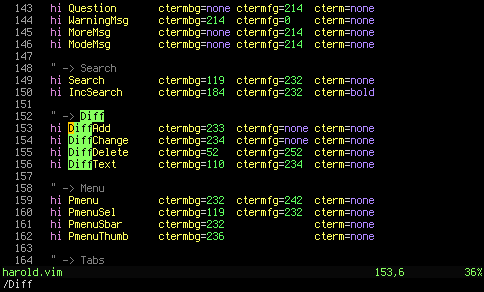 143 hi Question ctermbg=none ctermfg=214 cterm=none
144 hi WarningMsg ctermbg=214 ctermfg=0 cterm=none
145 hi MoreMsg ctermbg=none ctermfg=214 cterm=none
146 hi ModeMsg ctermbg=none ctermfg=214 cterm=none
147
148 " -> Search
149 hi Search ctermbg=119 ctermfg=232 cterm=none
150 hi IncSearch ctermbg=184 ctermfg=232 cterm=bold
151
152 " -> Diff
153 hi DiffAdd ctermbg=233 ctermfg=none cterm=none
154 hi DiffChange ctermbg=234 ctermfg=none cterm=none
155 hi DiffDelete ctermbg=52 ctermfg=252 cterm=none
156 hi DiffText ctermbg=110 ctermfg=234 cterm=none
157
158 " -> Menu
159 hi Pmenu ctermbg=232 ctermfg=242 cterm=none
160 hi PmenuSel ctermbg=119 ctermfg=232 cterm=none
161 hi PmenuSbar ctermbg=232 cterm=none
162 hi PmenuThumb ctermbg=236 cterm=none
163
164 " -> Tabs
harold.vim 153,6 36%
/Diff